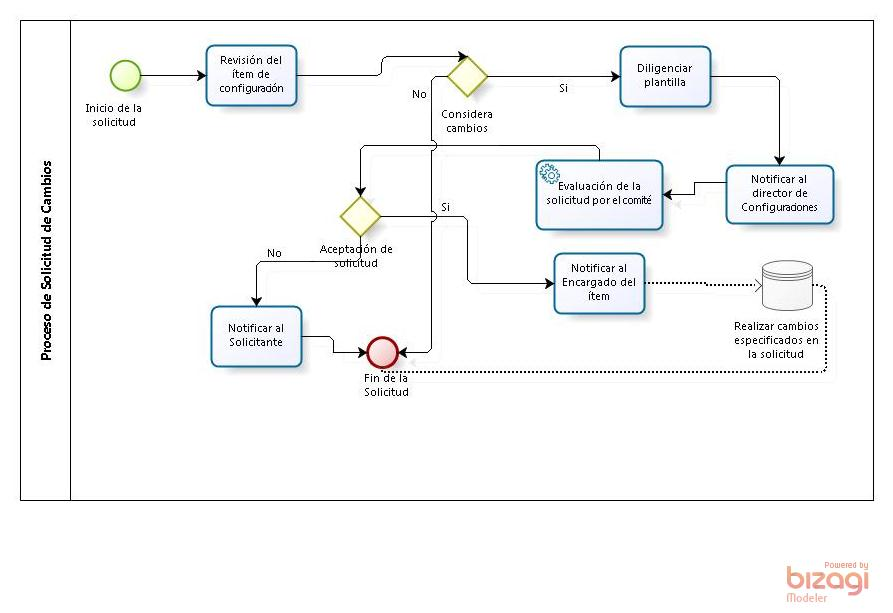 Proceso de Solicitud de Cambios
Inicio de la
solicitud
Revisión del
ítem de
configuración
Considera
cambios
No
Si
Diligenciar
plantilla
Notificar al
director de
Configuraciones
Evaluación de la
solicitud por el comité
Aceptación de
solicitud
Si
No
Notificar al
Encargado del
ítem
Realizar cambios
especificados en
la solicitud
Notificar al
Solicitante
Fin de la
Solicitud
Powered by
bizagi
Modeler